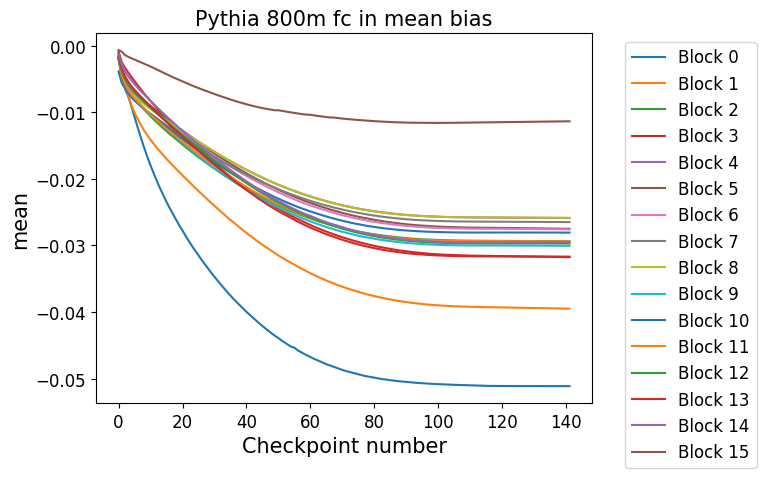 Pythia 800m fc in mean bias
mean
0.00
−0.01
−0.02
−0.03
−0.04
−0.05
0 20 40 60 80 100 120 140
Checkpoint number
Block 0
Block 1
Block 2
Block 3
Block 4
Block 5
Block 6
Block 7
Block 8
Block 9
Block 10
Block 11
Block 12
Block 13
Block 14
Block 15